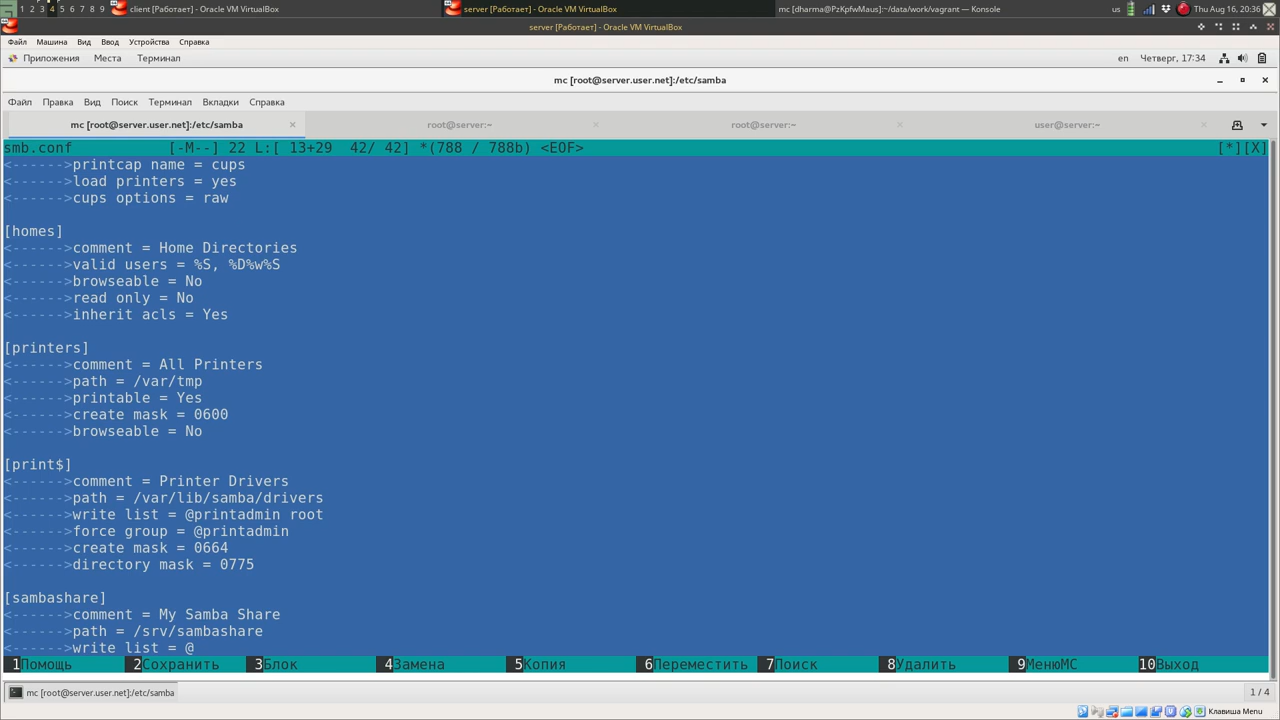 1 2 3 4 5 6 7 8 9 client [Работает] - Oracle VM VirtualBox server [Работает] - Oracle VM VirtualBox mc [dharma@PzKpfwMaus]:~/data/work/vagrant — Konsole us Thu Aug 16, 20:36
server [Работает] - Oracle VM VirtualBox
Файл Машина Вид Ввод Устройства Справка
Приложения Места Терминал en Четверг, 17:34
mc [root@server.user.net]:/etc/samba
Файл Правка Вид Поиск Терминал Вкладки Справка
mc [root@server.user.net]:/etc/samba × root@server:~ × root@server:~ × user@server:~ ×
smb.conf [-M--] 22 L:[ 13+29 42/ 42] *(788 / 788b) <EOF> [*][X]
<------>printcap name = cups
<------>load printers = yes
<------>cups options = raw
[homes]
<------>comment = Home Directories
<------>valid users = %S, %D%w%S
<------>browseable = No
<------>read only = No
<------>inherit acls = Yes
[printers]
<------>comment = All Printers
<------>path = /var/tmp
<------>printable = Yes
<------>create mask = 0600
<------>browseable = No
[print$]
<------>comment = Printer Drivers
<------>path = /var/lib/samba/drivers
<------>write list = @printadmin root
<------>force group = @printadmin
<------>create mask = 0664
<------>directory mask = 0775
[sambashare]
<------>comment = My Samba Share
<------>path = /srv/sambashare
<------>write list = @
1Помощь 2Сохранить 3Блок 4Замена 5Копия 6Переместить 7Поиск 8Удалить 9МенюMC 10Выход
mc [root@server.user.net]:/etc/samba 1 / 4
Клавиша Menu